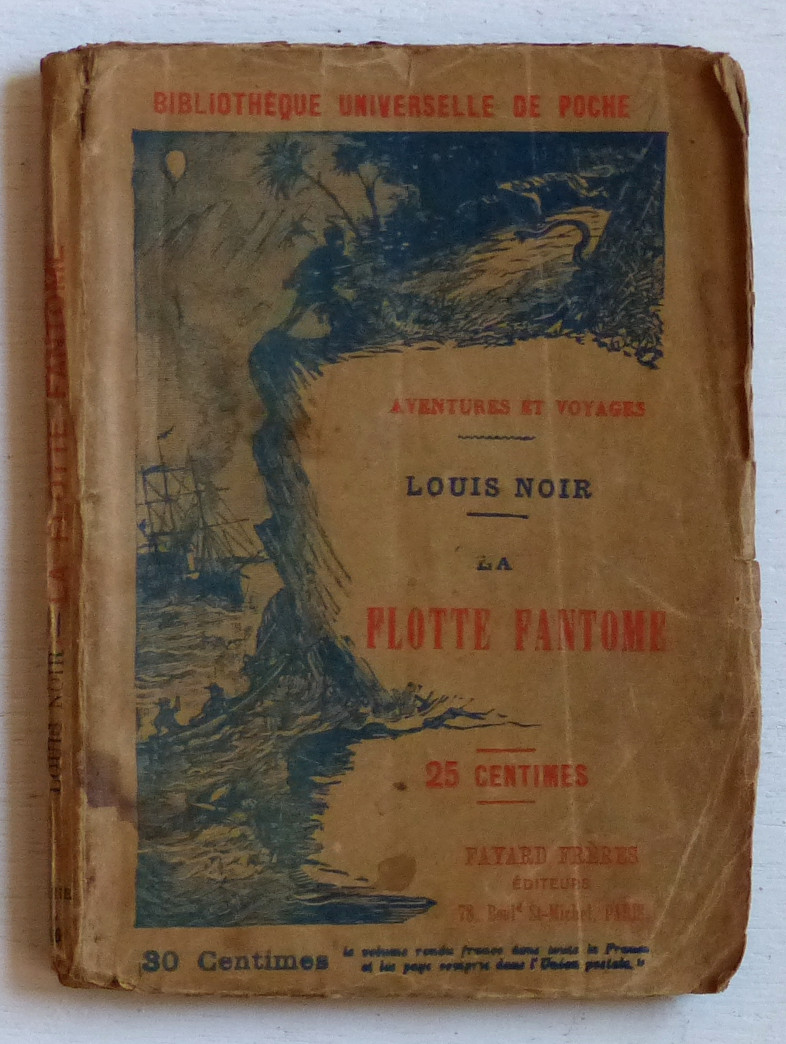 BIBLIOTHÈQUE UNIVERSELLE DE POCHE
AVENTURES ET VOYAGES
LOUIS NOIR
LA
FLOTTE FANTOME
25 CENTIMES
FAYARD FRÈRES
ÉDITEURS
78, Boulᵈ St-Michel, PARIS.
30 Centimes
le volume rendu franco dans toute la France
et les pays compris dans l'Union postale.
LOUIS NOIR — LA FLOTTE FANTOME